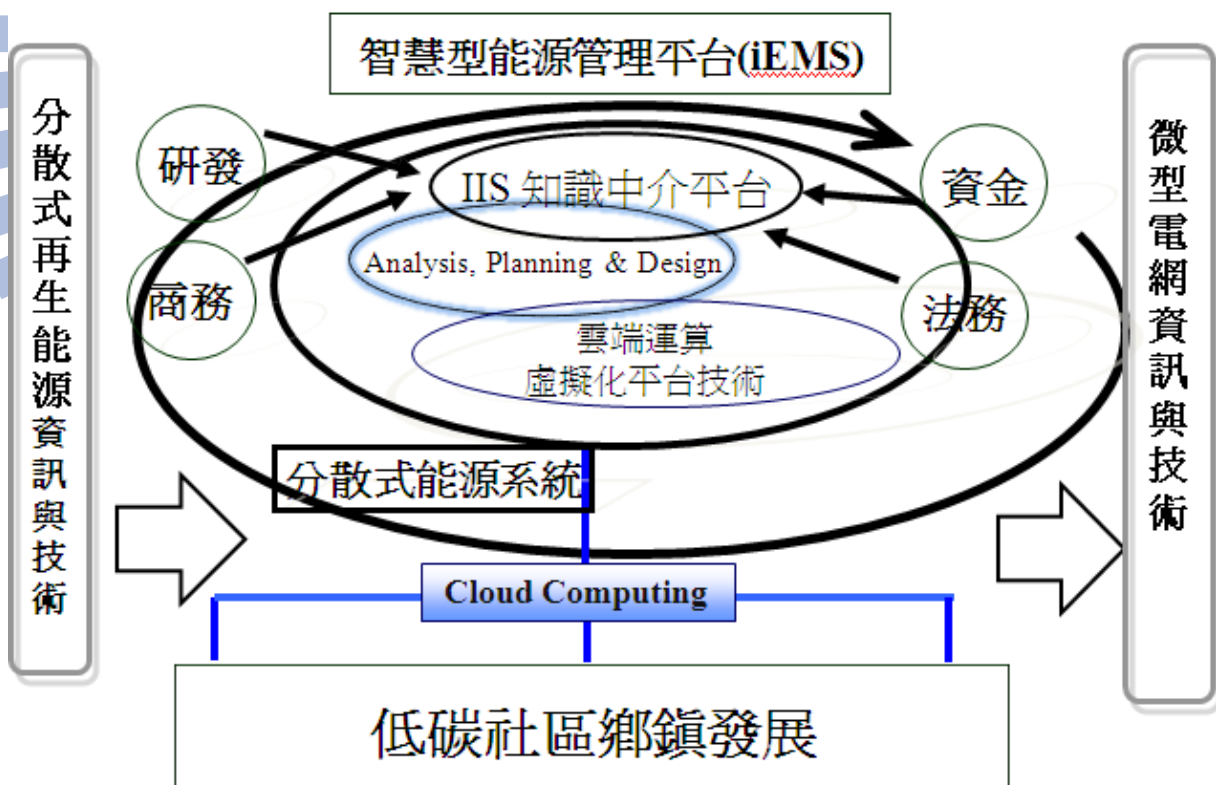 智慧型能源管理平台(iEMS)
分散式再生能源資訊與技術
研發
商務
IIS 知識中介平台
Analysis, Planning & Design
雲端運算
虛擬化平台技術
資金
法務
微型電網資訊與技術
分散式能源系統
Cloud Computing
低碳社區鄉鎮發展